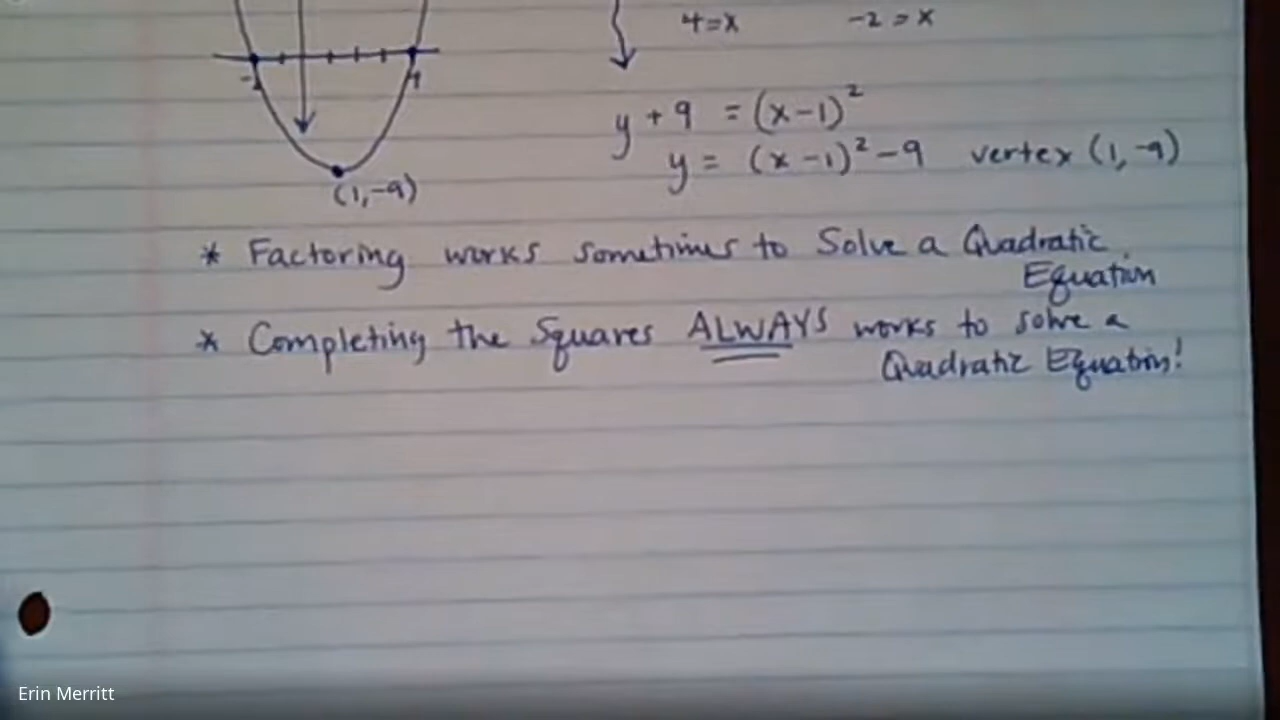 4=x -2=x
-2 4
y + 9 = (x-1)²
y = (x-1)²-9 vertex (1,-9)
(1,-9)
* Factoring works sometimes to Solve a Quadratic
Equation
* Completing the Squares ALWAYS works to solve a
Quadratic Equation!
Erin Merritt